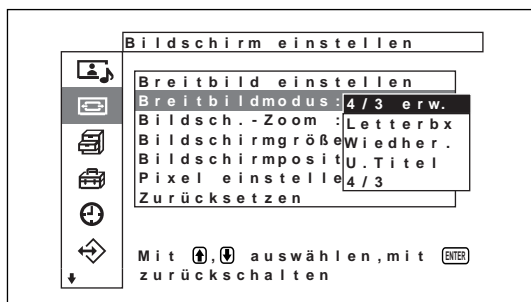 Bildschirm einstellen
Breitbild einstellen
Breitbildmodus:
4/3 erw.
Bildsch.-Zoom :
Letterbx
Bildschirmgröße
Wiedher.
Bildschirmposit
U.Titel
Pixel einstelle
4/3
Zurücksetzen
Mit ,  auswählen,mit ENTER
zurückschalten